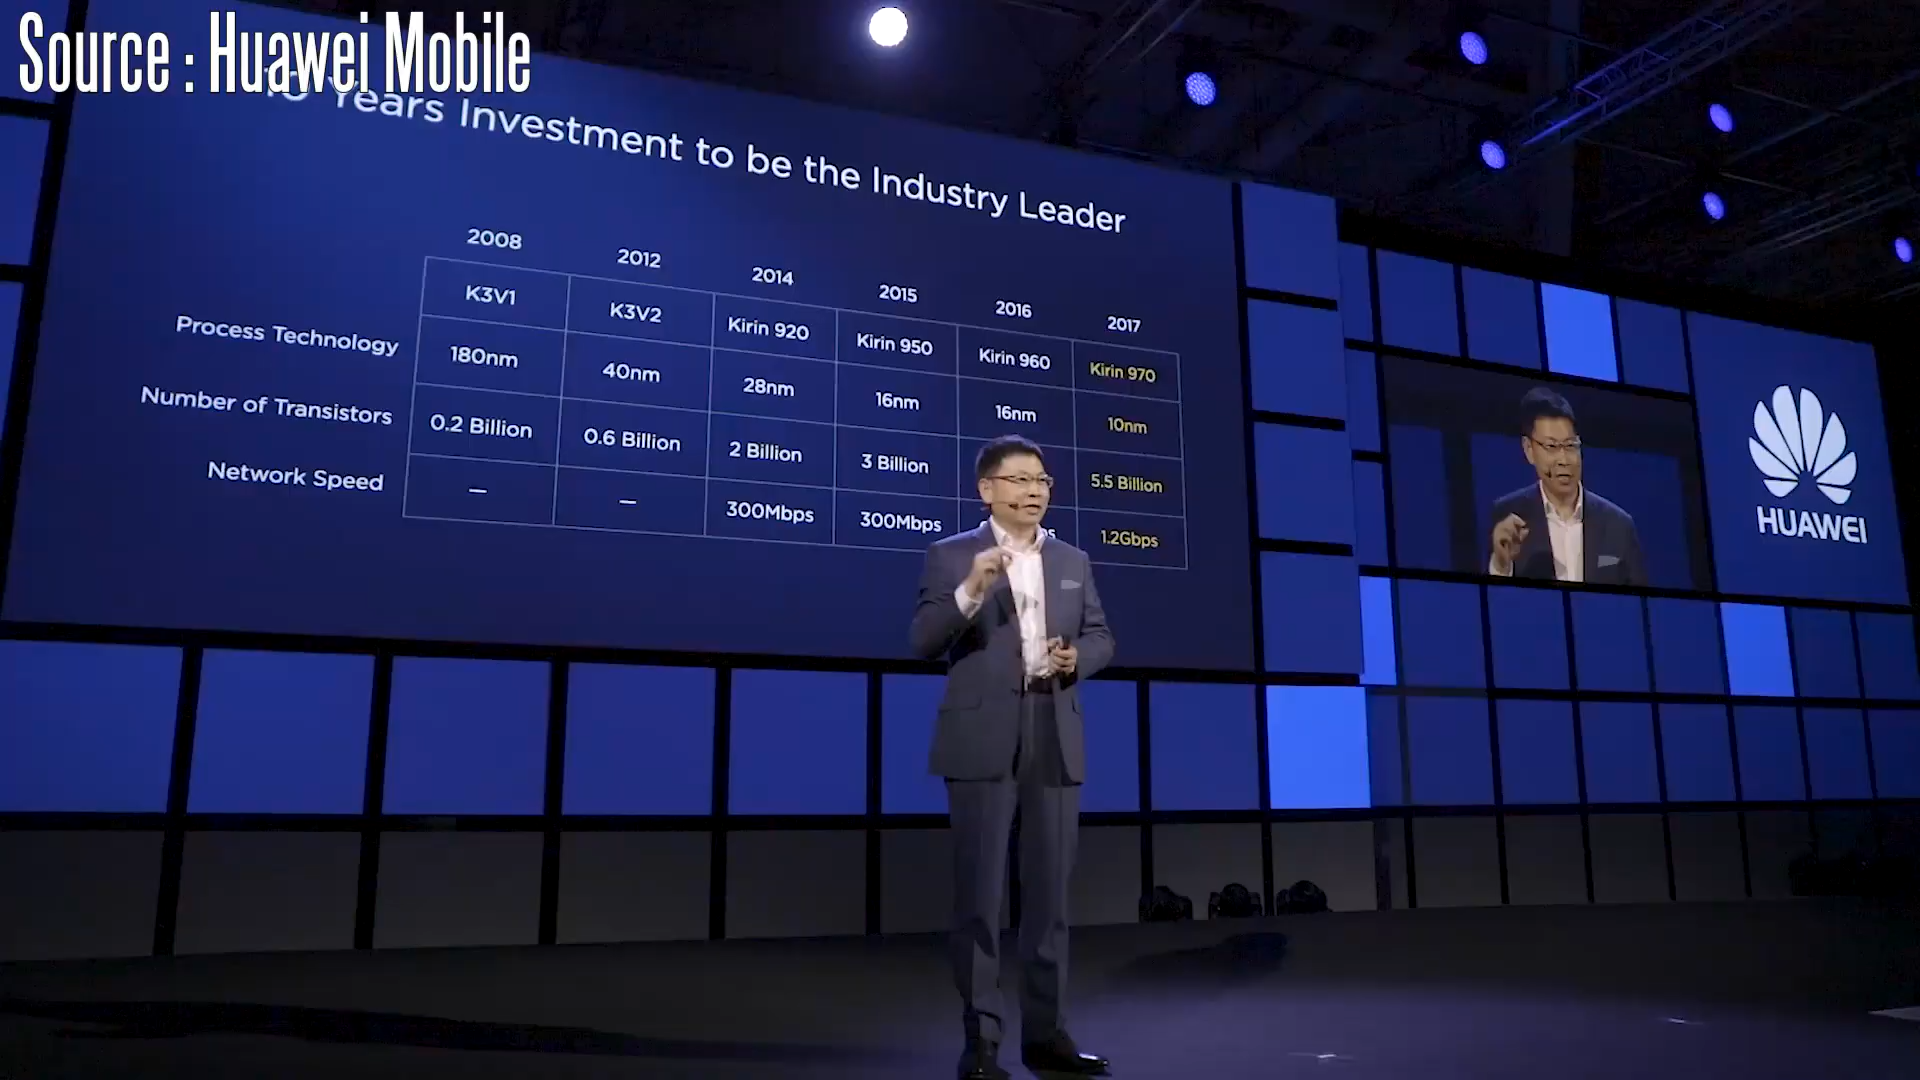 Source : Huawei Mobile
Years Investment to be the Industry Leader
2008 2012 2014 2015 2016 2017
K3V1 K3V2 Kirin 920 Kirin 950 Kirin 960 Kirin 970
Process Technology 180nm 40nm 28nm 16nm 16nm 10nm
Number of Transistors 0.2 Billion 0.6 Billion 2 Billion 3 Billion 5.5 Billion
Network Speed — — 300Mbps 300Mbps 1.2Gbps
HUAWEI